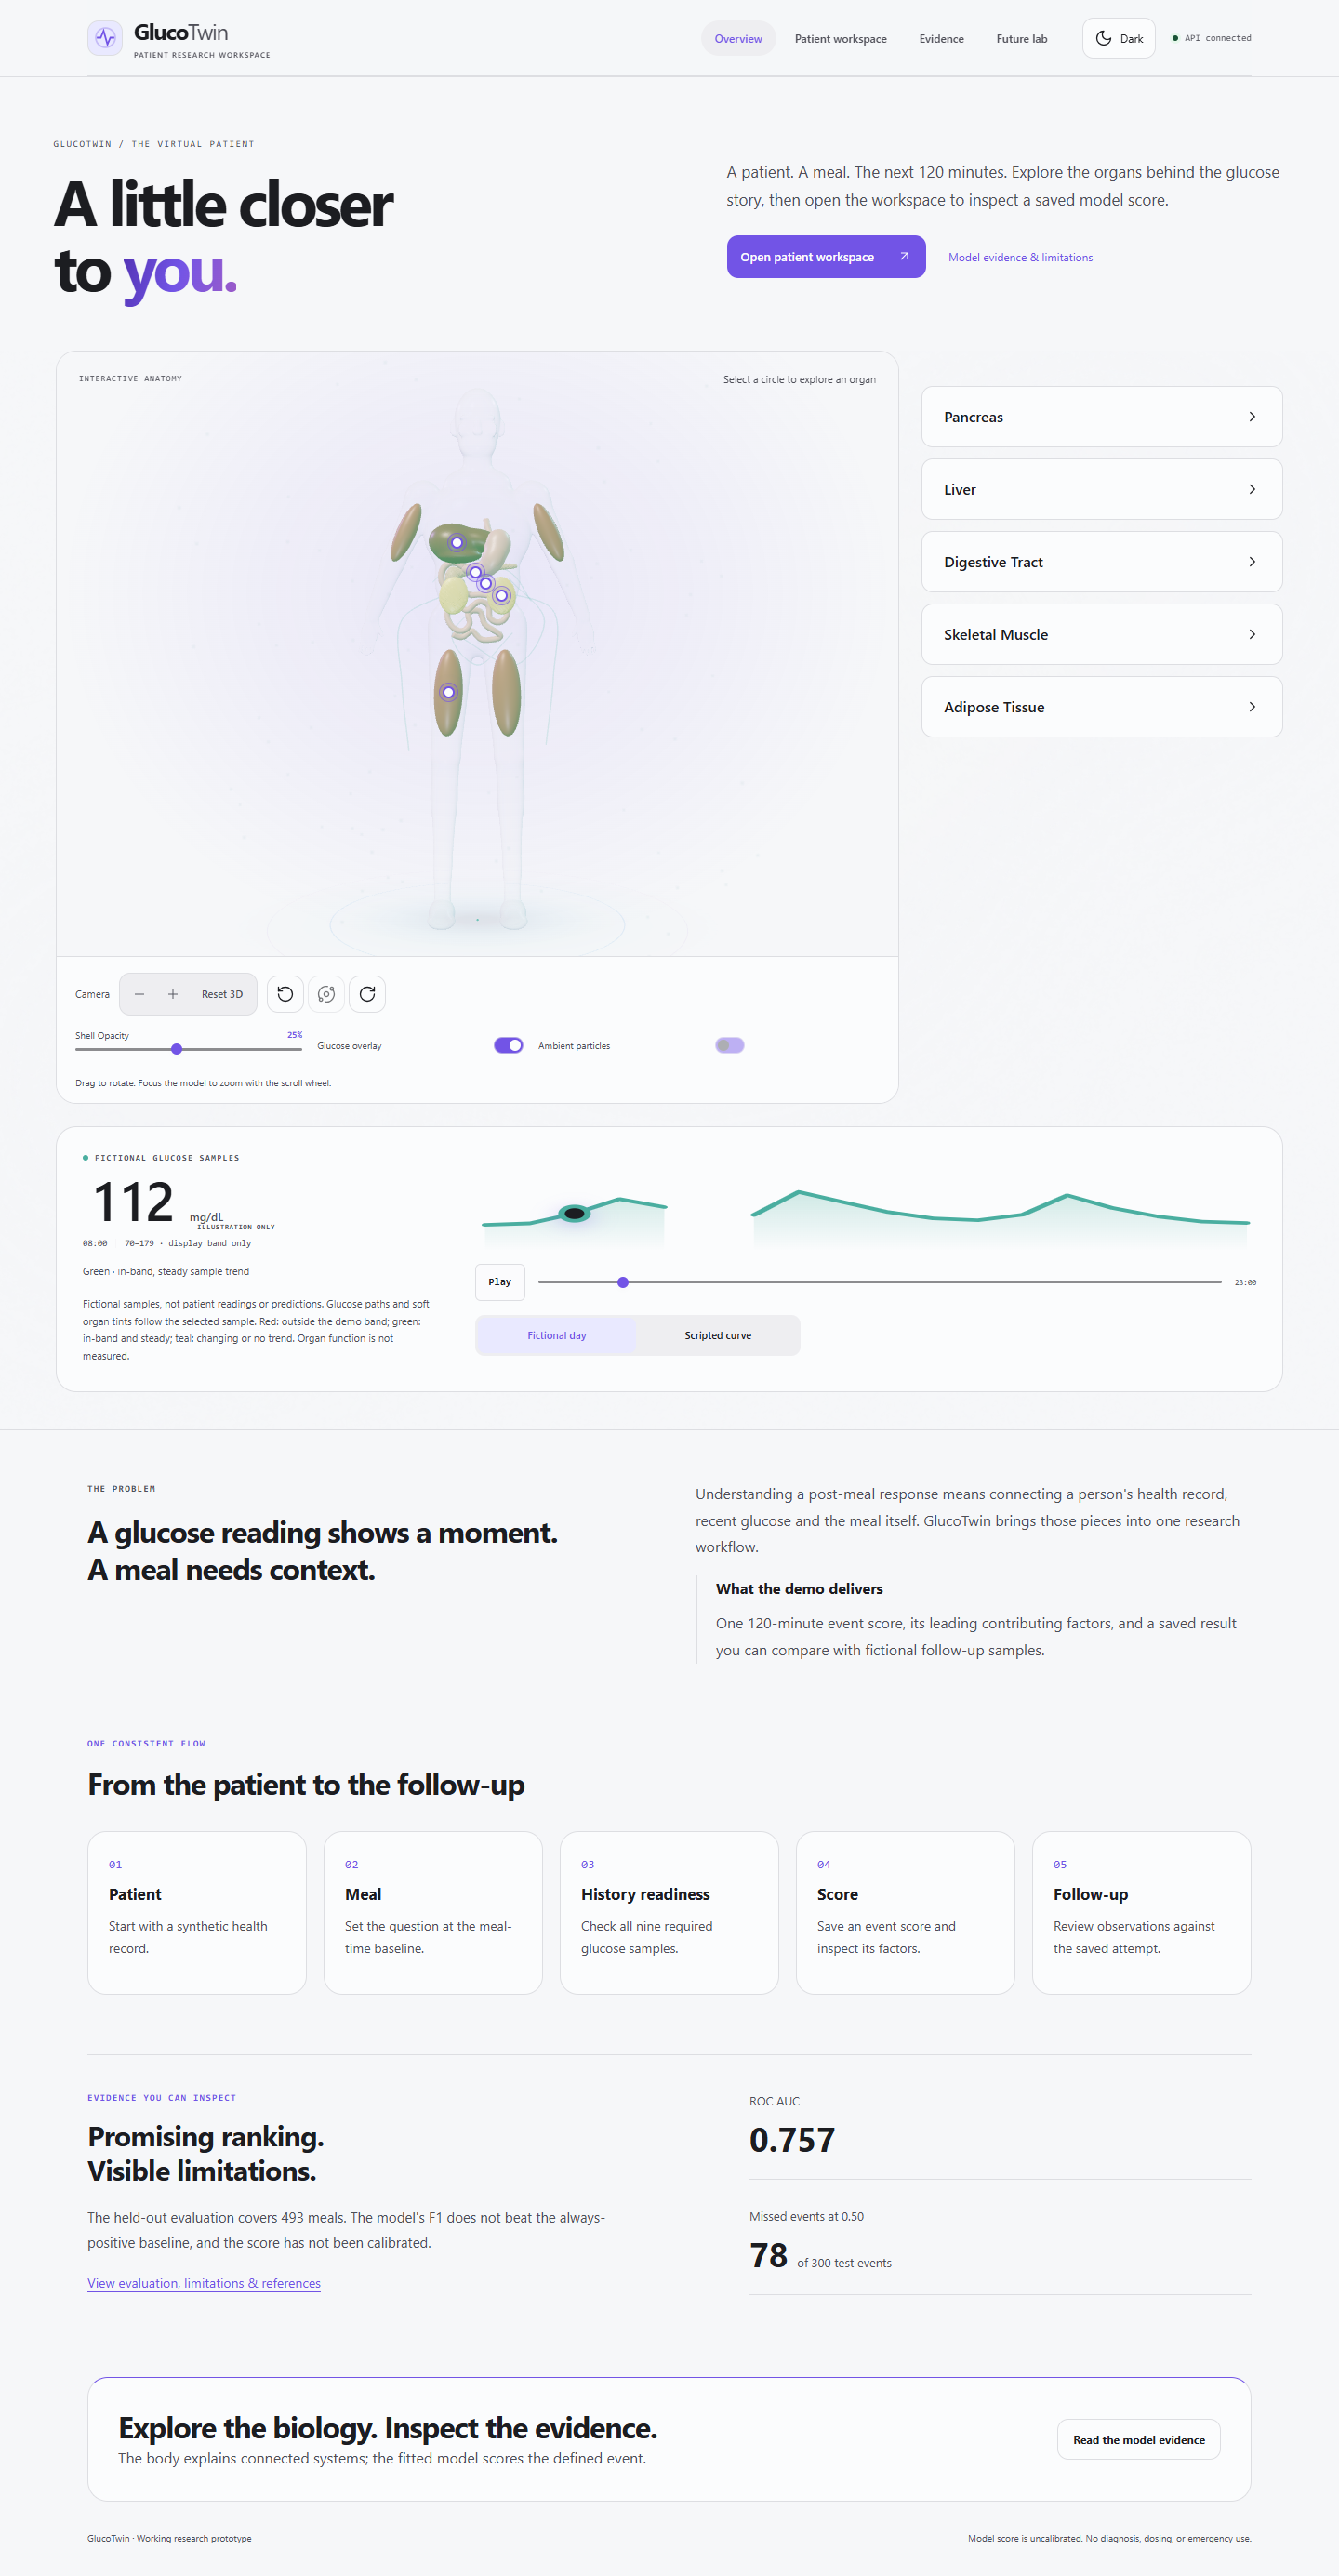 GlucoTwin
PATIENT RESEARCH WORKSPACE
Overview
Patient workspace
Evidence
Future lab
Dark
API connected
GLUCOTWIN / THE VIRTUAL PATIENT
A little closer
to you.
A patient. A meal. The next 120 minutes. Explore the organs behind the glucose
story, then open the workspace to inspect a saved model score.
Open patient workspace
Model evidence & limitations
INTERACTIVE ANATOMY
Select a circle to explore an organ
Pancreas
Liver
Digestive Tract
Skeletal Muscle
Adipose Tissue
Camera
Reset 3D
Shell Opacity
25%
Glucose overlay
Ambient particles
Drag to rotate. Focus the model to zoom with the scroll wheel.
FICTIONAL GLUCOSE SAMPLES
112 mg/dL
ILLUSTRATION ONLY
08:00
70–179 · display band only
Green · in-band, steady sample trend
Fictional samples, not patient readings or predictions. Glucose paths and soft
organ tints follow the selected sample. Red: outside the demo band; green:
in-band and steady; teal: changing or no trend. Organ function is not
measured.
Play
23:00
Fictional day
Scripted curve
THE PROBLEM
A glucose reading shows a moment.
A meal needs context.
Understanding a post-meal response means connecting a person's health record,
recent glucose and the meal itself. GlucoTwin brings those pieces into one research
workflow.
What the demo delivers
One 120-minute event score, its leading contributing factors, and a saved result
you can compare with fictional follow-up samples.
ONE CONSISTENT FLOW
From the patient to the follow-up
01
Patient
Start with a synthetic health
record.
02
Meal
Set the question at the meal-
time baseline.
03
History readiness
Check all nine required
glucose samples.
04
Score
Save an event score and
inspect its factors.
05
Follow-up
Review observations against
the saved attempt.
EVIDENCE YOU CAN INSPECT
Promising ranking.
Visible limitations.
The held-out evaluation covers 493 meals. The model's F1 does not beat the always-
positive baseline, and the score has not been calibrated.
View evaluation, limitations & references
ROC AUC
0.757
Missed events at 0.50
78 of 300 test events
Explore the biology. Inspect the evidence.
The body explains connected systems; the fitted model scores the defined event.
Read the model evidence
GlucoTwin · Working research prototype
Model score is uncalibrated. No diagnosis, dosing, or emergency use.